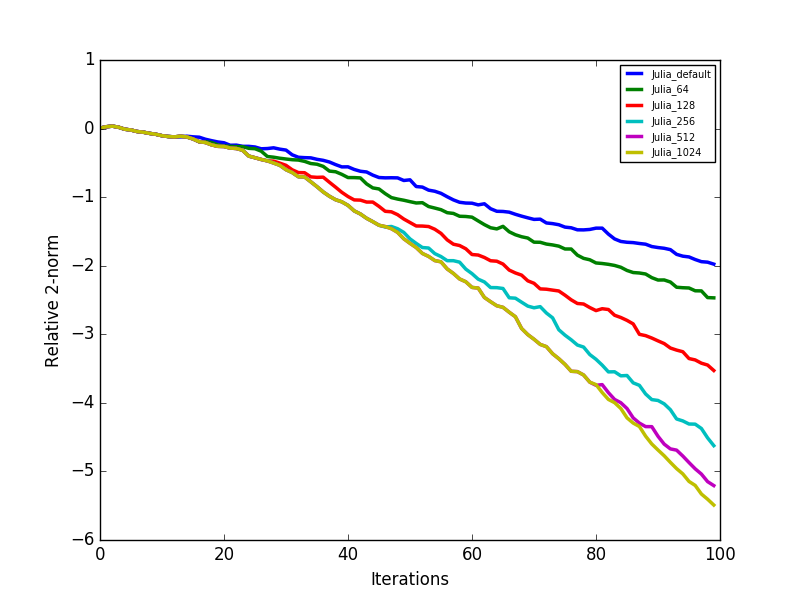 1
0
−1
−2
−3
−4
−5
−6
Relative 2-norm
0
20
40
60
80
100
Iterations
Julia_default
Julia_64
Julia_128
Julia_256
Julia_512
Julia_1024